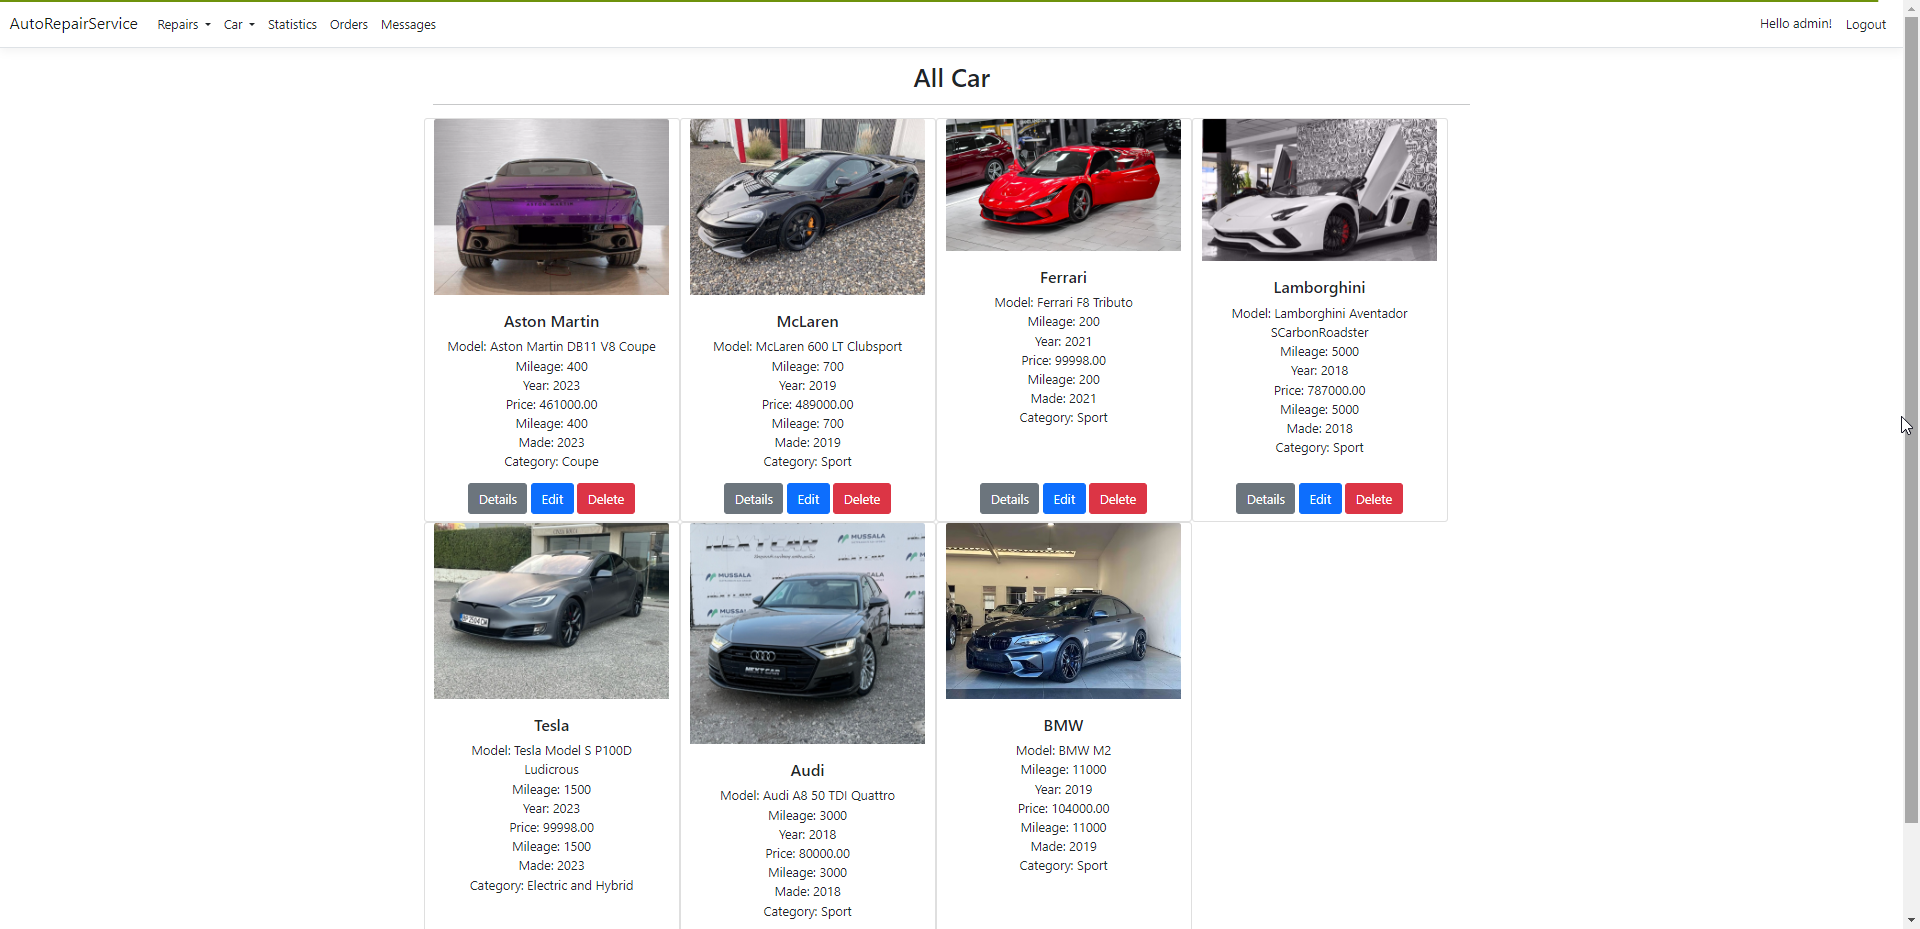 AutoRepairService Repairs Car Statistics Orders Messages Hello admin! Logout
All Car
Aston Martin
Model: Aston Martin DB11 V8 Coupe
Mileage: 400
Year: 2023
Price: 461000.00
Mileage: 400
Made: 2023
Category: Coupe
Details Edit Delete
McLaren
Model: McLaren 600 LT Clubsport
Mileage: 700
Year: 2019
Price: 489000.00
Mileage: 700
Made: 2019
Category: Sport
Details Edit Delete
Ferrari
Model: Ferrari F8 Tributo
Mileage: 200
Year: 2021
Price: 99998.00
Mileage: 200
Made: 2021
Category: Sport
Details Edit Delete
Lamborghini
Model: Lamborghini Aventador
SCarbonRoadster
Mileage: 5000
Year: 2018
Price: 787000.00
Mileage: 5000
Made: 2018
Category: Sport
Details Edit Delete
Tesla
Model: Tesla Model S P100D
Ludicrous
Mileage: 1500
Year: 2023
Price: 99998.00
Mileage: 1500
Made: 2023
Category: Electric and Hybrid
NEXTCAR
MUSSALA
MUSSALA
MUSSALA
NEXTCAR
Audi
Model: Audi A8 50 TDI Quattro
Mileage: 3000
Year: 2018
Price: 80000.00
Mileage: 3000
Made: 2018
Category: Sport
BMW
Model: BMW M2
Mileage: 11000
Year: 2019
Price: 104000.00
Mileage: 11000
Made: 2019
Category: Sport